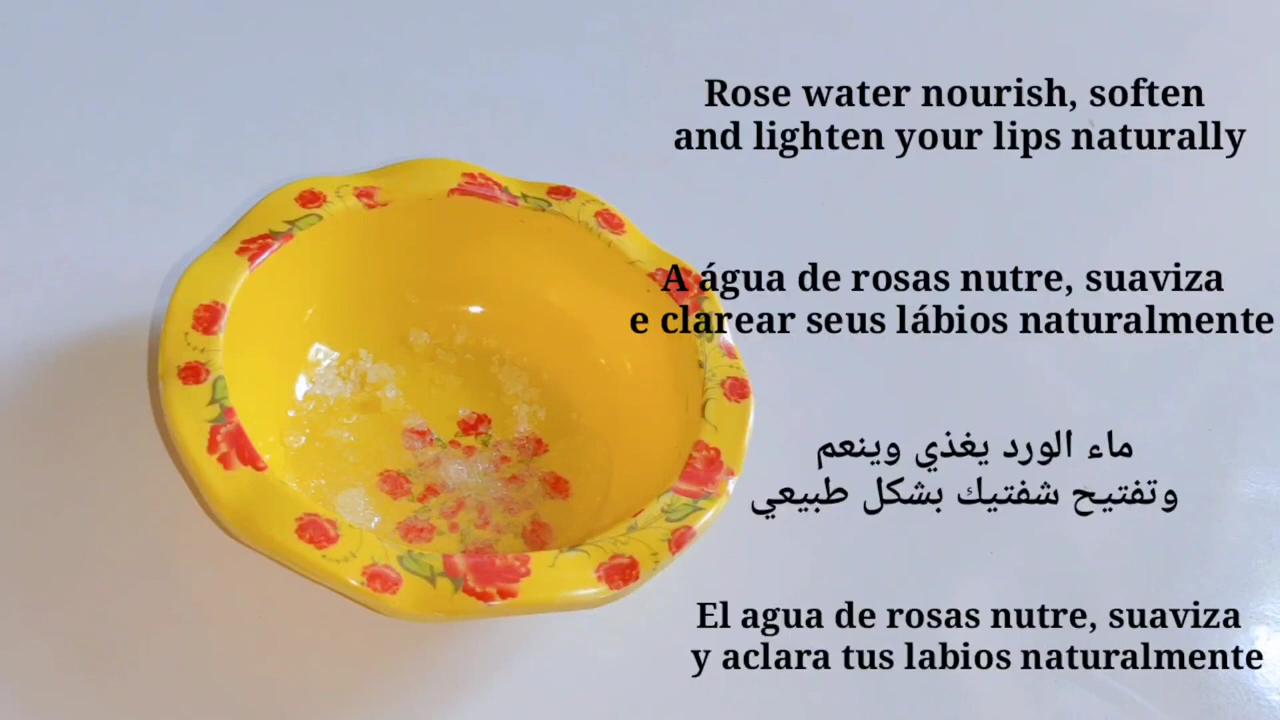 Rose water nourish, soften
and lighten your lips naturally
A água de rosas nutre, suaviza
e clarear seus lábios naturalmente
ماء الورد يغذي وينعم
وتفتيح شفتيك بشكل طبيعي
El agua de rosas nutre, suaviza
y aclara tus labios naturalmente